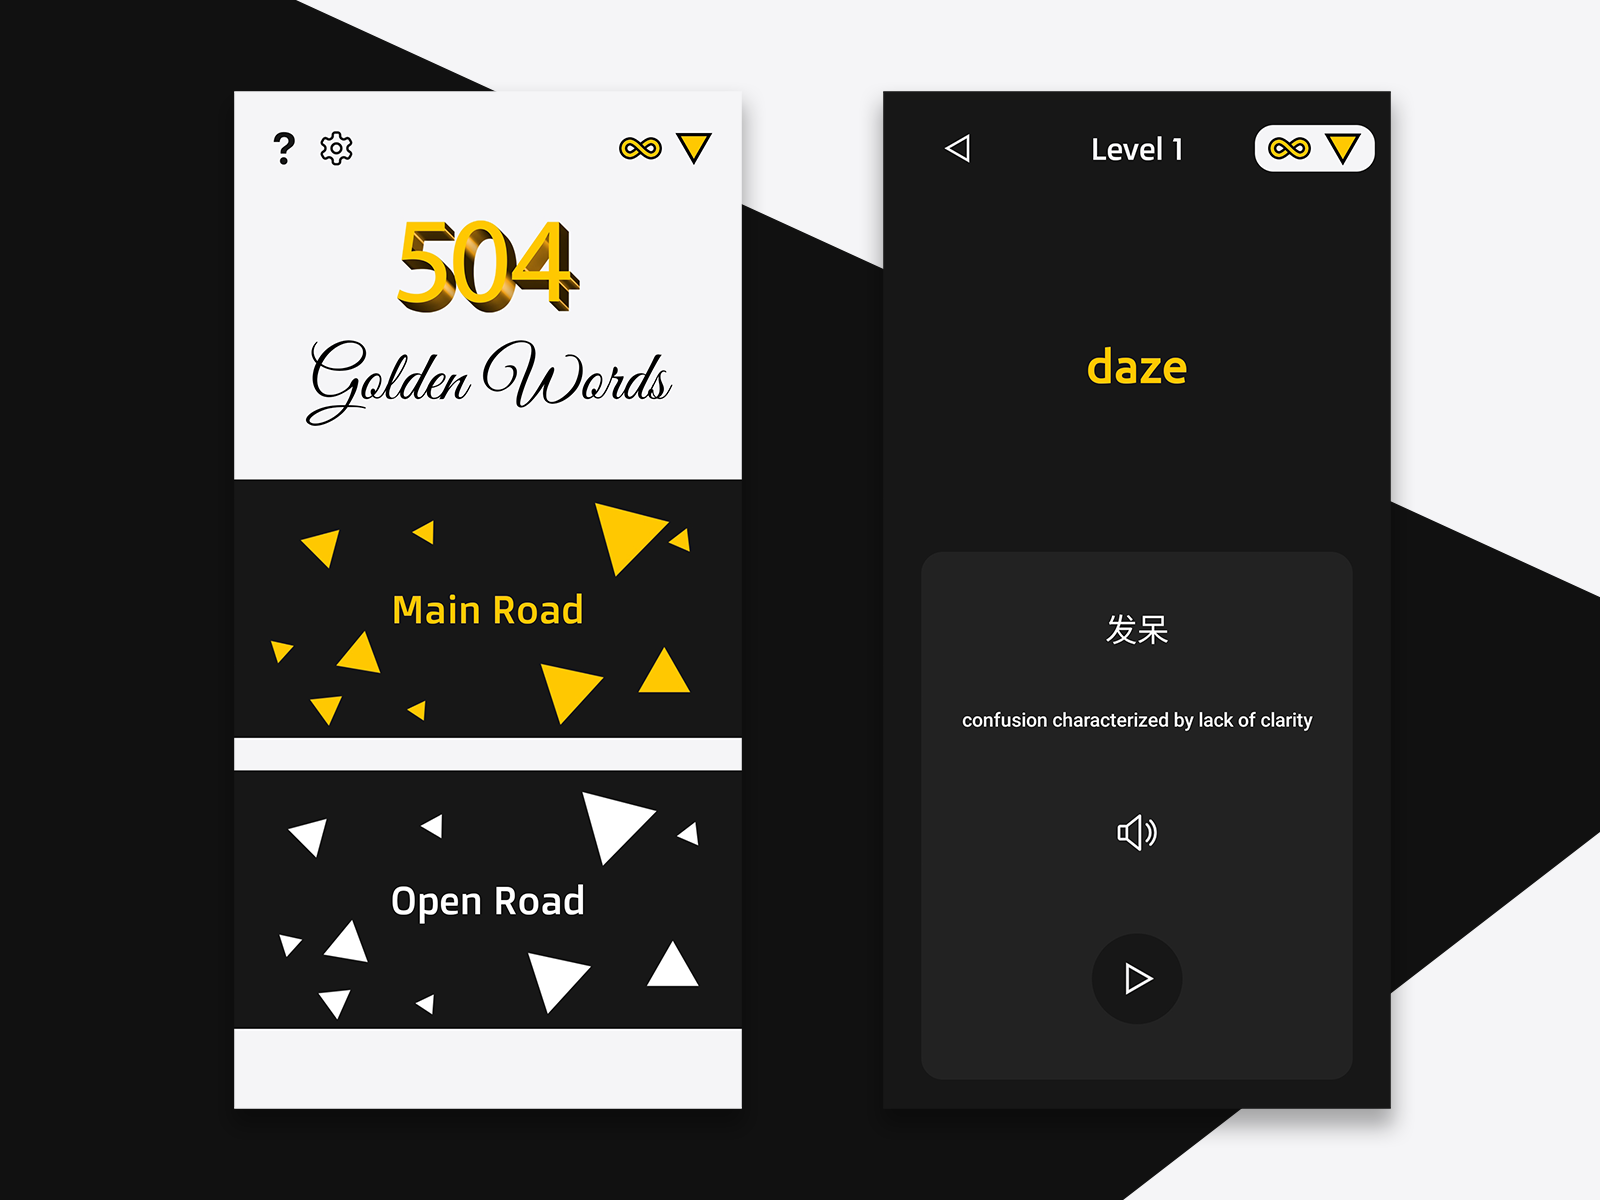 ?
504
Golden Words
Main Road
Open Road
Level 1
daze
发呆
confusion characterized by lack of clarity